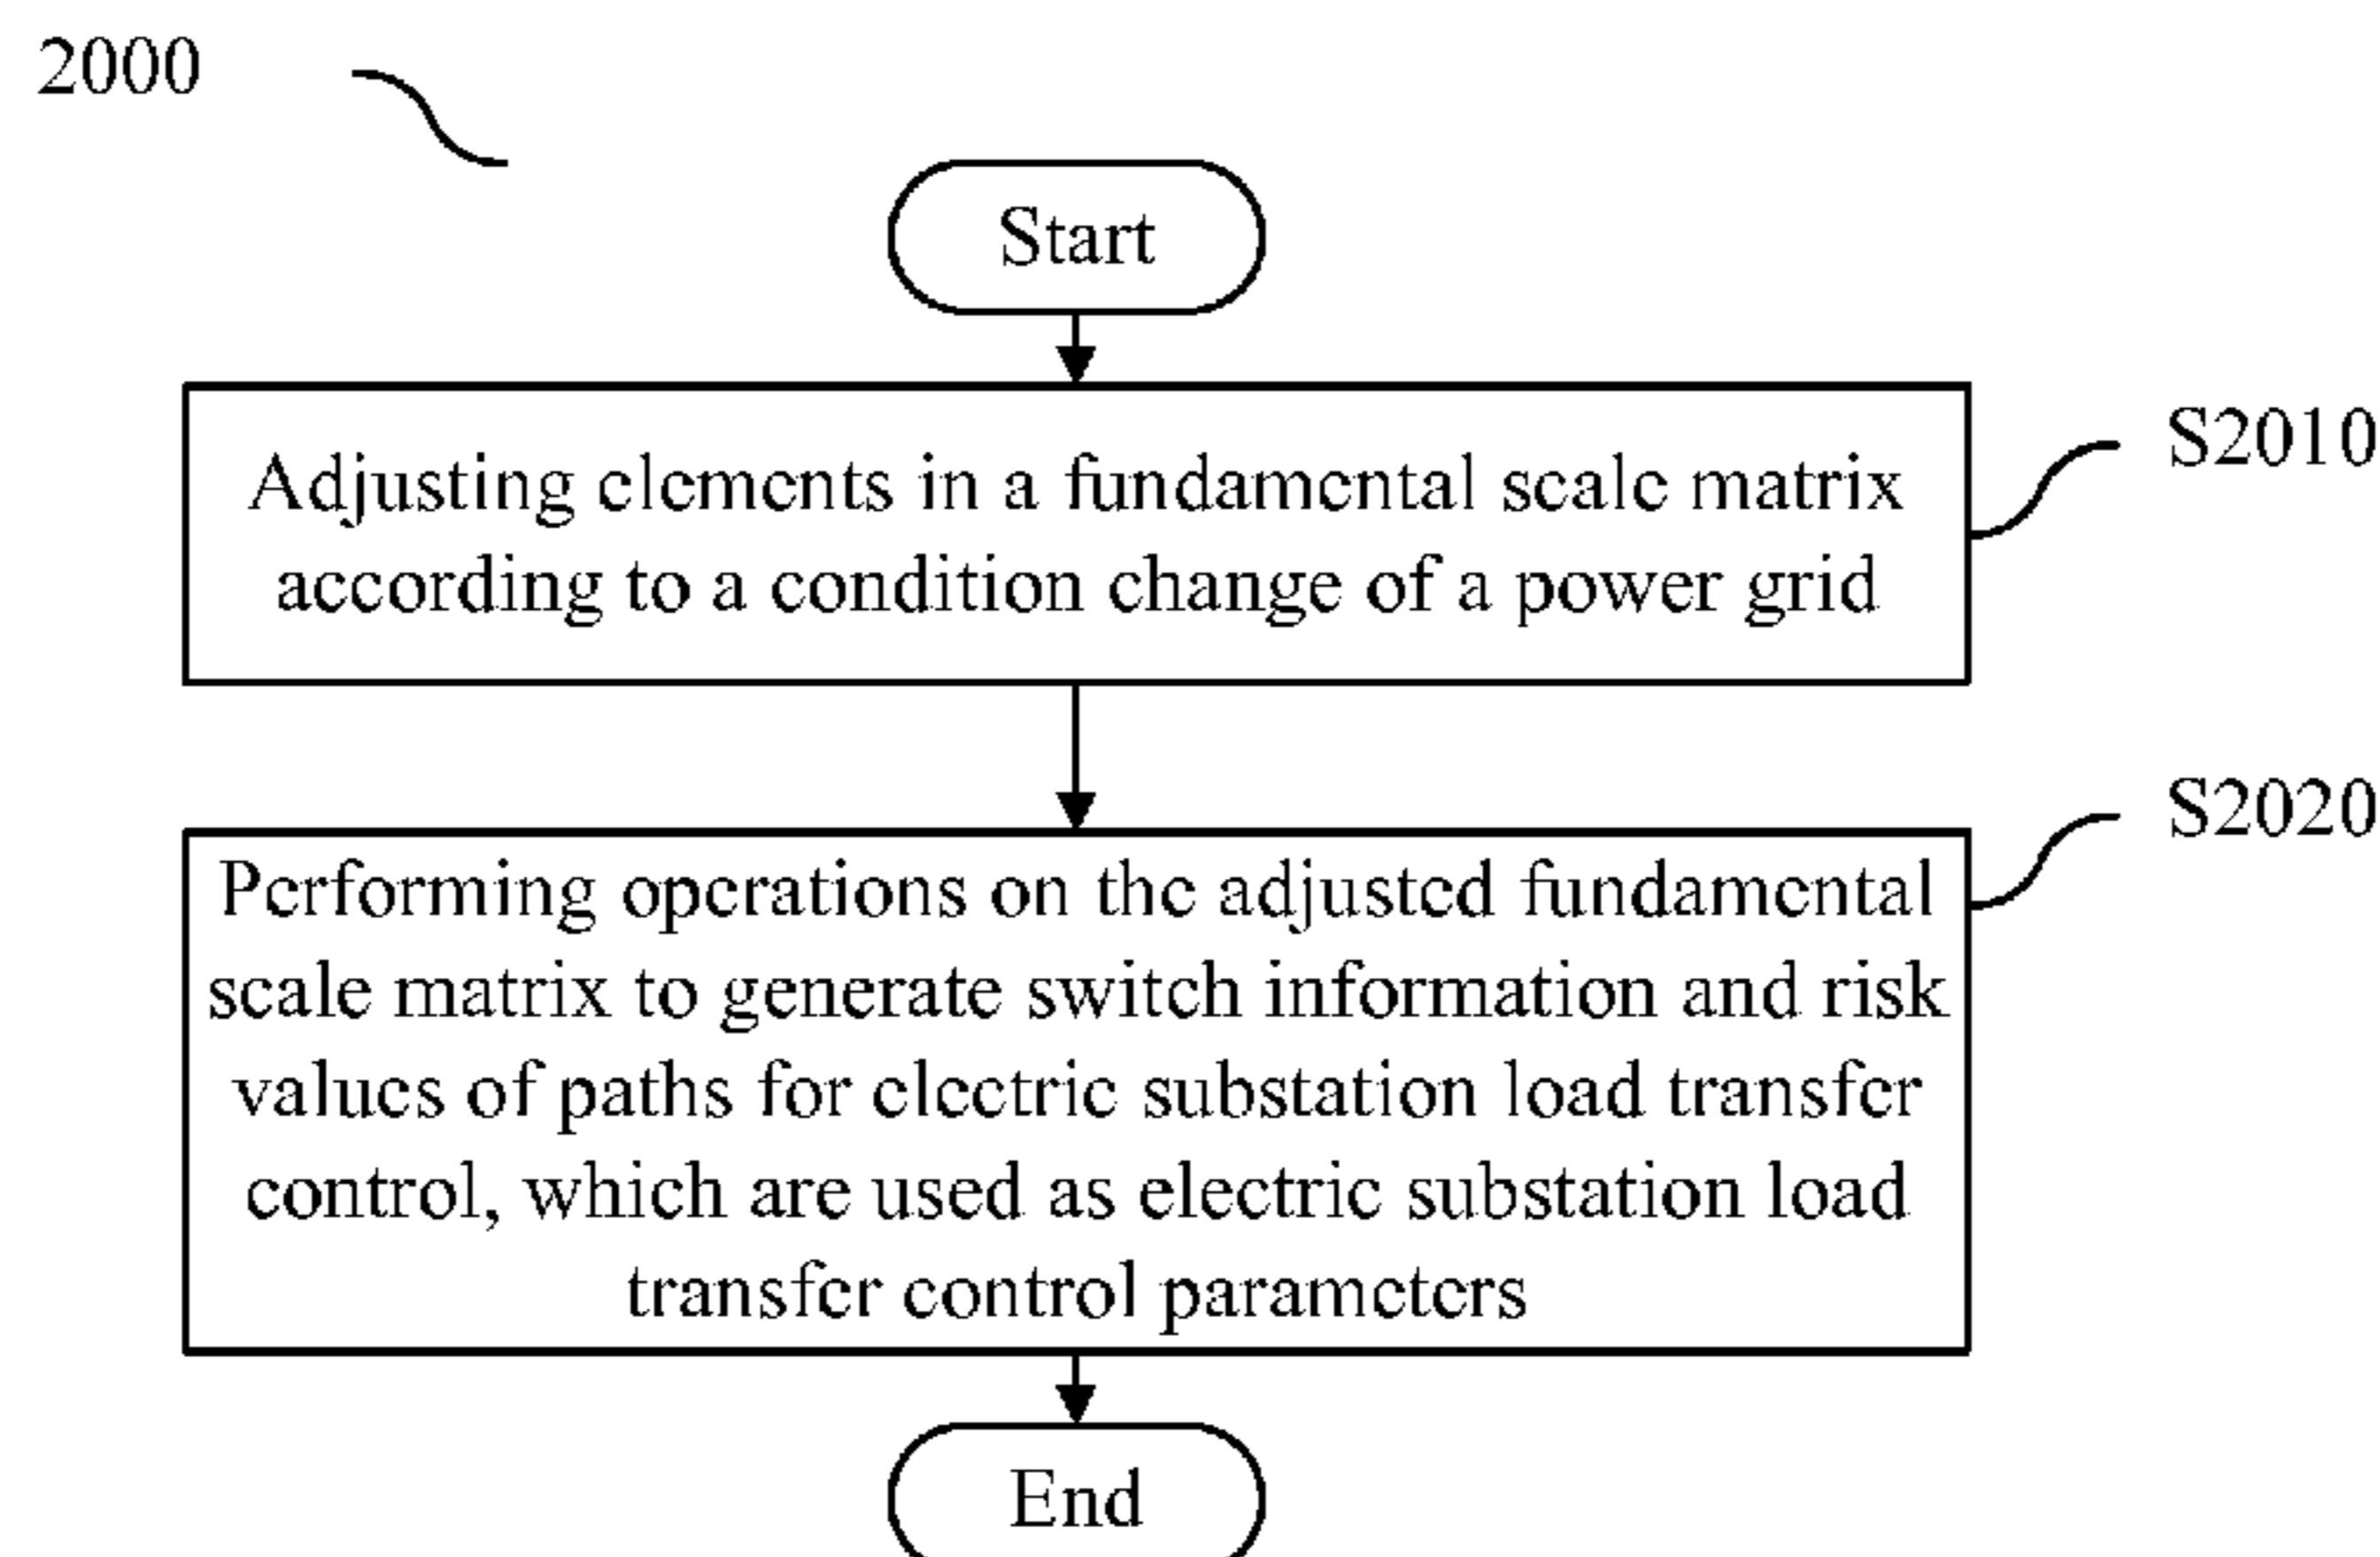 2000
Start
Adjusting elements in a fundamental scale matrix
according to a condition change of a power grid
S2010
Performing operations on the adjusted fundamental
scale matrix to generate switch information and risk
values of paths for electric substation load transfer
control, which are used as electric substation load
transfer control parameters
S2020
End